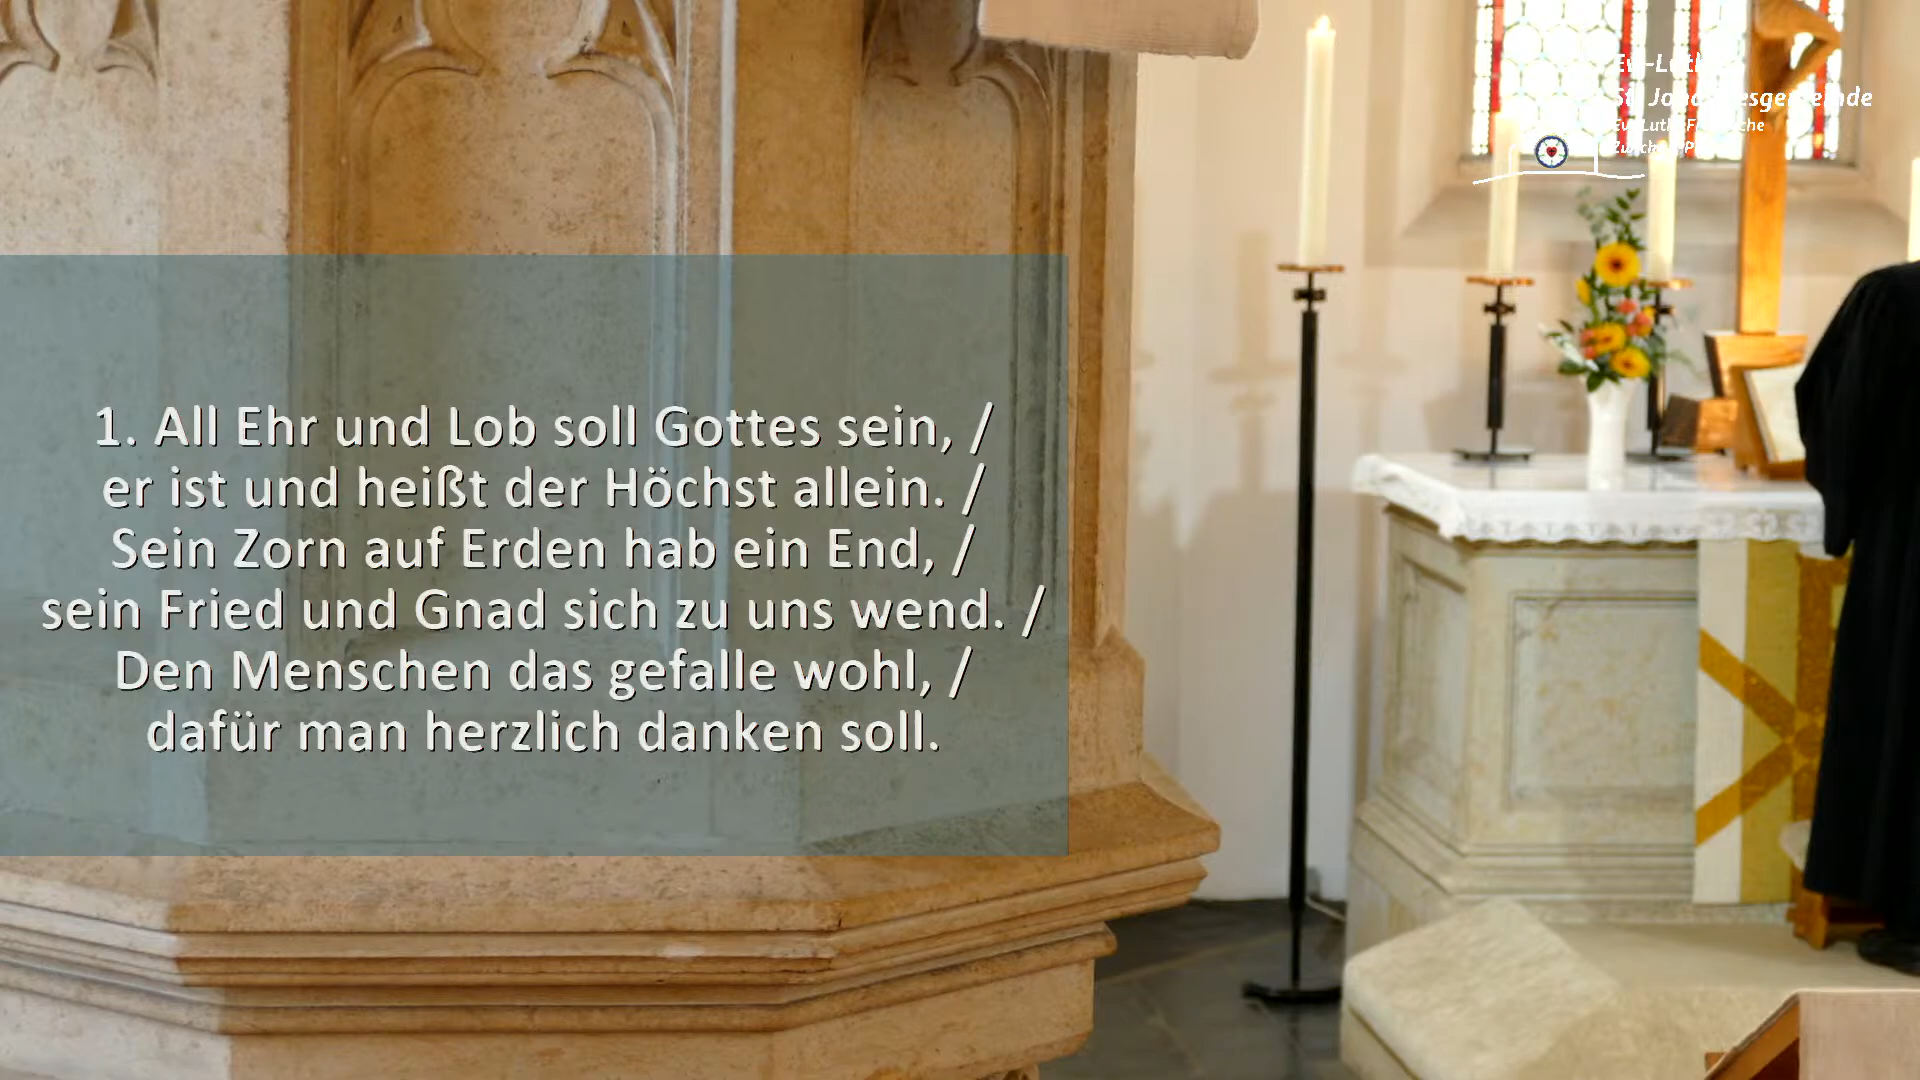 1. All Ehr und Lob soll Gottes sein, /
er ist und heißt der Höchst allein. /
Sein Zorn auf Erden hab ein End, /
sein Fried und Gnad sich zu uns wend. /
Den Menschen das gefalle wohl, /
dafür man herzlich danken soll.
St. Johannesgemeinde